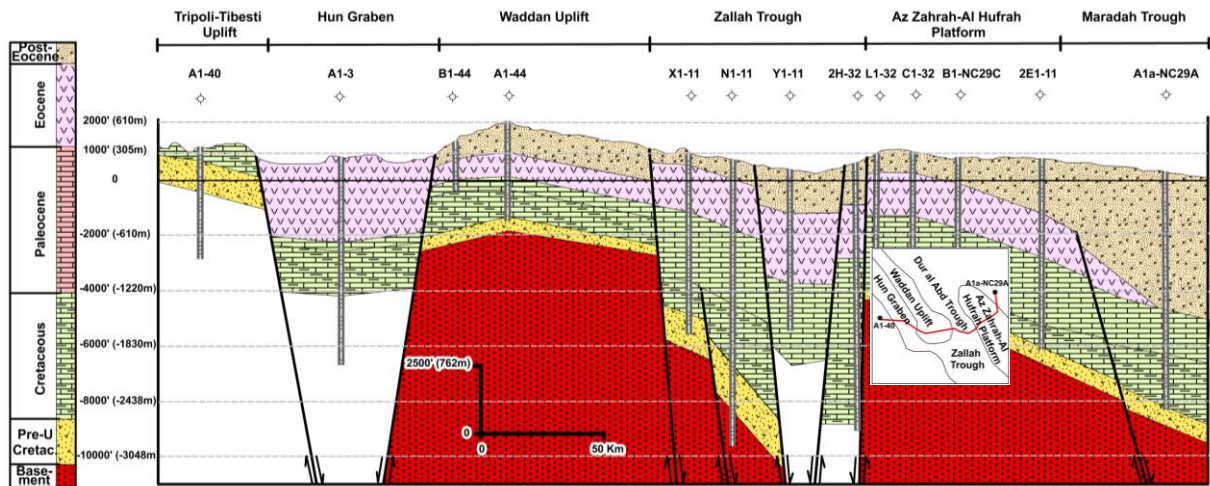 Tripoli-Tibesti
Uplift
Hun Graben
Waddan Uplift
Zallah Trough
Az Zahrah-Al Hufrah
Platform
Maradah Trough
Post-
Eocene
Eocene
Paleocene
Cretaceous
Pre-U
Cretac.
Base-
ment
A1-40
A1-3
B1-44
A1-44
X1-11
N1-11
Y1-11
2H-32
L1-32
C1-32
B1-NC29C
2E1-11
A1a-NC29A
2000' (610m)
1000' (305m)
0
-2000' (-610m)
-4000' (-1220m)
-6000' (-1830m)
-8000' (-2438m)
-10000' (-3048m)
2500' (762m)
0
0
50 Km
A1a-NC29A
Dur al Abd Trough
Waddan Uplift
Hun Graben
A1-40
Az Zahrah-Al
Hufrah
Platform
Zallah
Trough